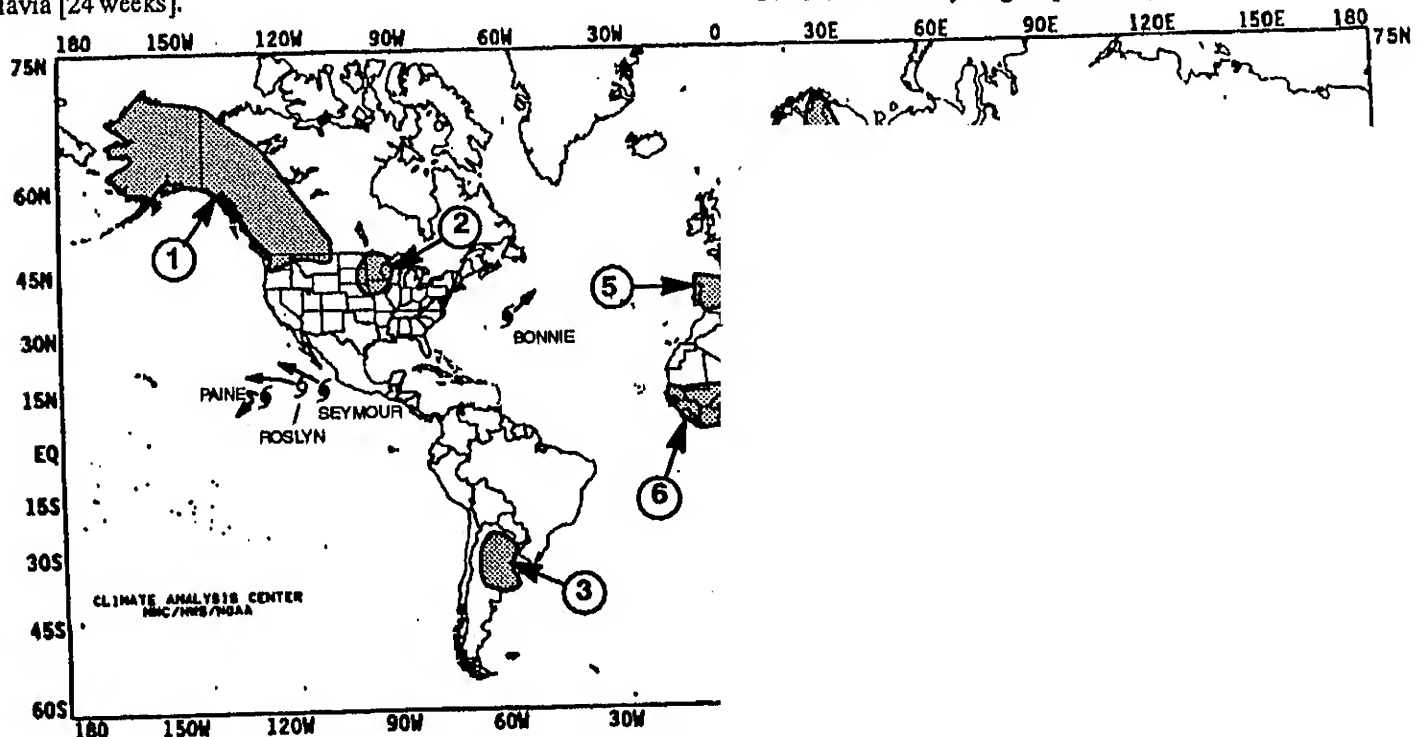 lavia [24 weeks].
180 150W 120W 90W 60W 30W 0 30E 60E 90E 120E 150E 180
75N 75N
60N
1
2
45N
5
BONNIE
30N
PAINE
15N
SEYMOUR
ROSLYN
EQ
6
15S
30S
3
CLIMATE ANALYSIS CENTER
NMC/NWS/NOAA
45S
60S
180 150W 120W 90W 60W 30W